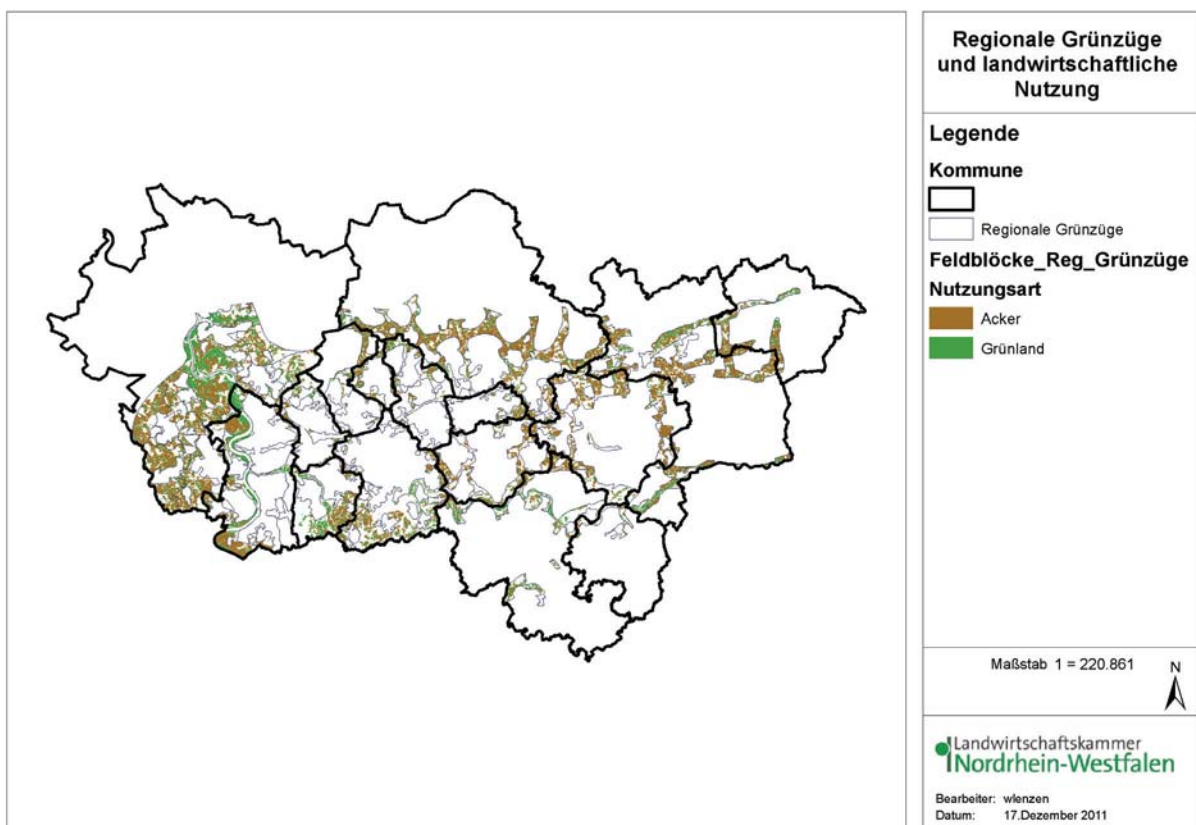 Regionale Grünzüge
und landwirtschaftliche
Nutzung
Legende
Kommune
Regionale Grünzüge
Feldblöcke_Reg_Grünzüge
Nutzungsart
Acker
Grünland
Maßstab 1 = 220.861
N
Landwirtschaftskammer
Nordrhein-Westfalen
Bearbeiter: wlenzen
Datum: 17.Dezember 2011